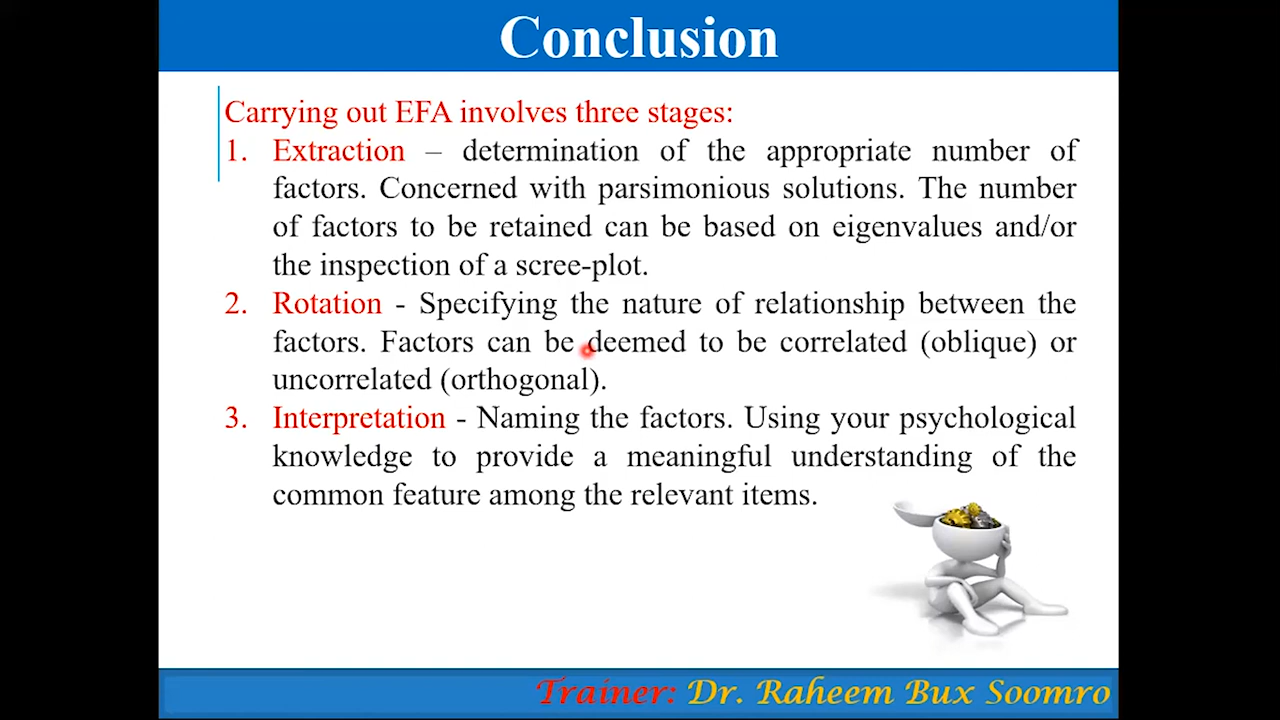 Conclusion
Carrying out EFA involves three stages:
1. Extraction – determination of the appropriate number of
factors. Concerned with parsimonious solutions. The number
of factors to be retained can be based on eigenvalues and/or
the inspection of a scree-plot.
2. Rotation - Specifying the nature of relationship between the
factors. Factors can be deemed to be correlated (oblique) or
uncorrelated (orthogonal).
3. Interpretation - Naming the factors. Using your psychological
knowledge to provide a meaningful understanding of the
common feature among the relevant items.
Trainer: Dr. Raheem Bux Soomro